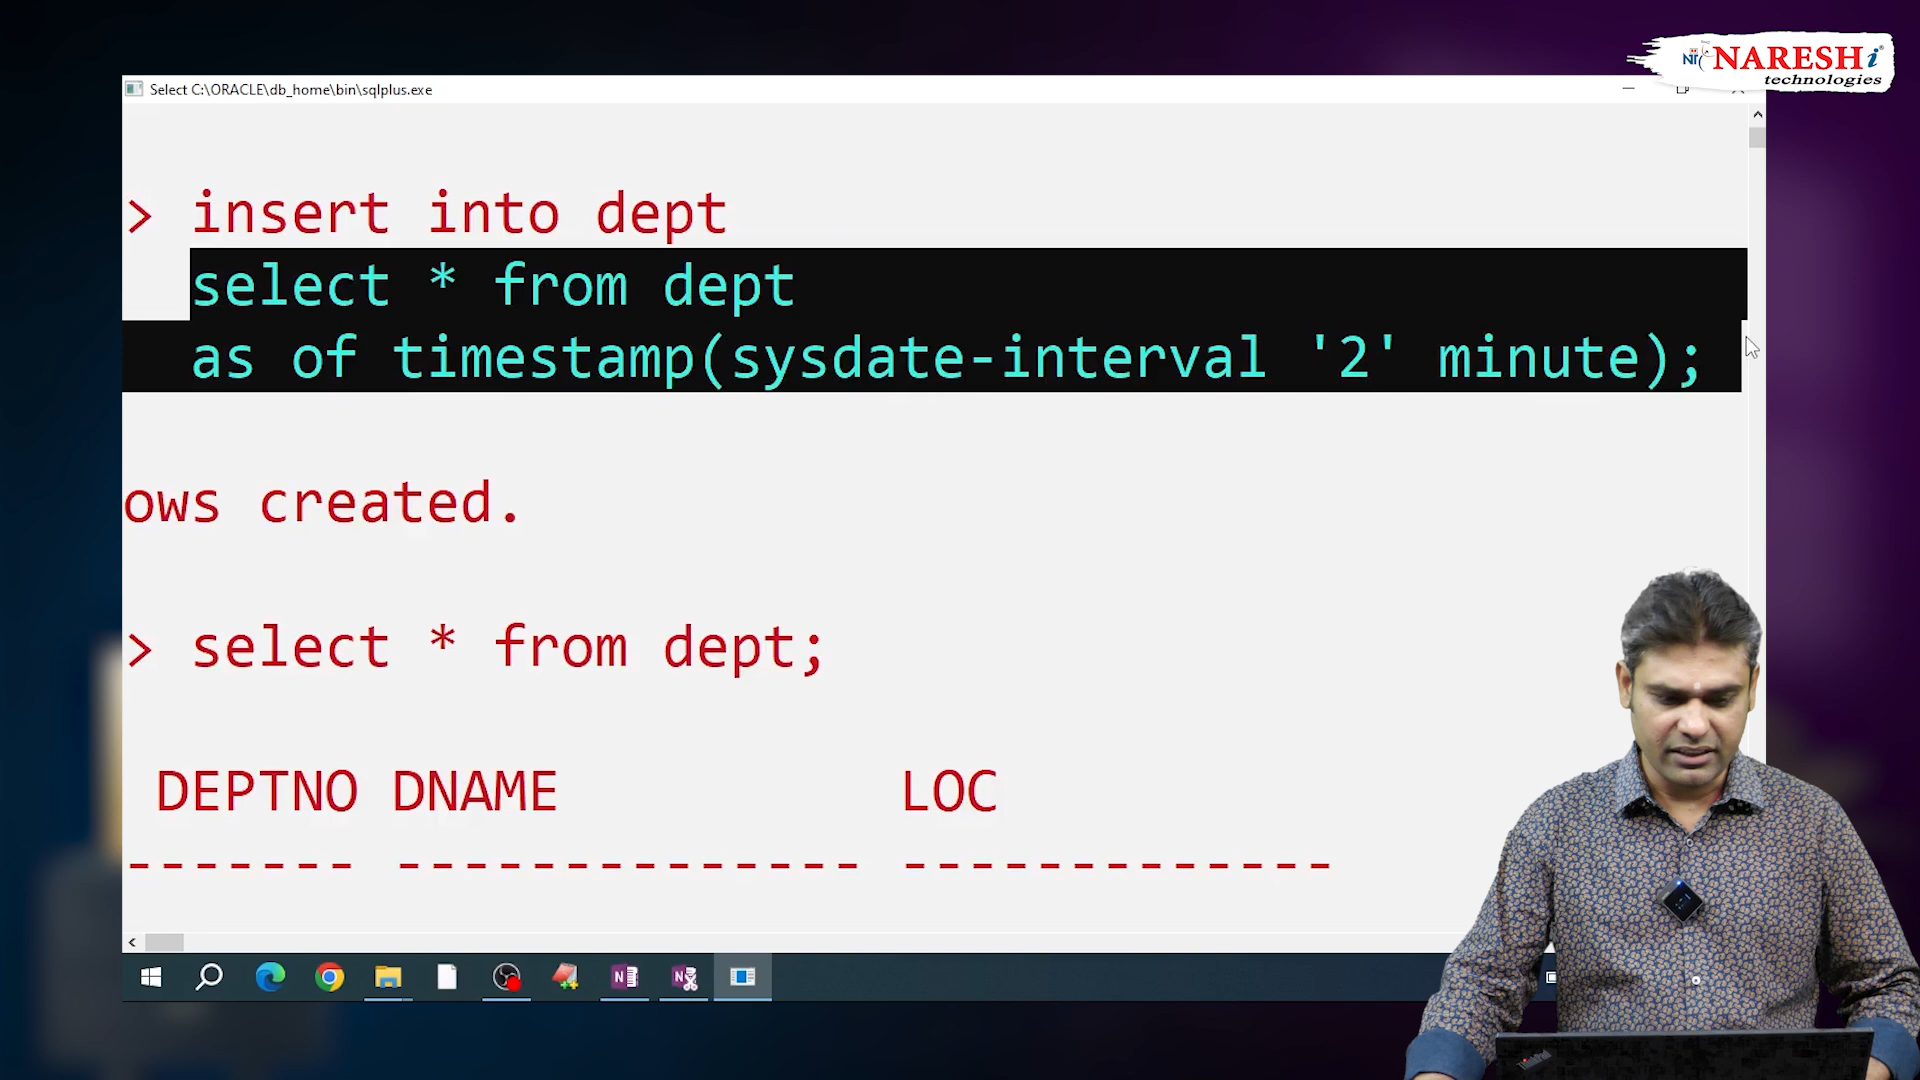 NiT NARESH i
technologies
Select C:\ORACLE\db_home\bin\sqlplus.exe
> insert into dept
select * from dept
as of timestamp(sysdate-interval '2' minute);
ows created.
> select * from dept;
DEPTNO DNAME LOC
------- -------------- -------------